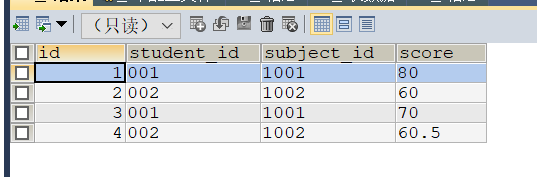 （只读）
id student_id subject_id score
1 001 1001 80
2 002 1002 60
3 001 1001 70
4 002 1002 60.5